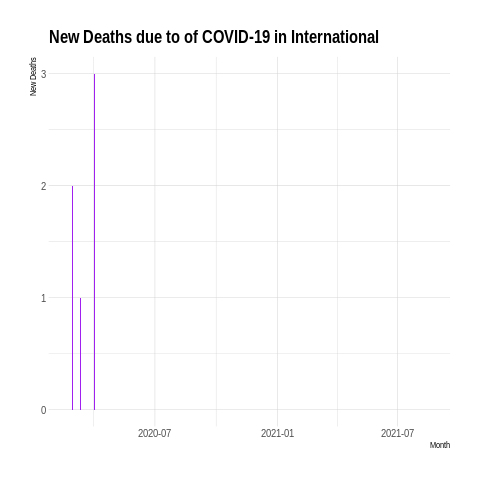 New Deaths due to of COVID-19 in International
New Deaths
3
2
1
0
2020-07 2021-01 2021-07
Month